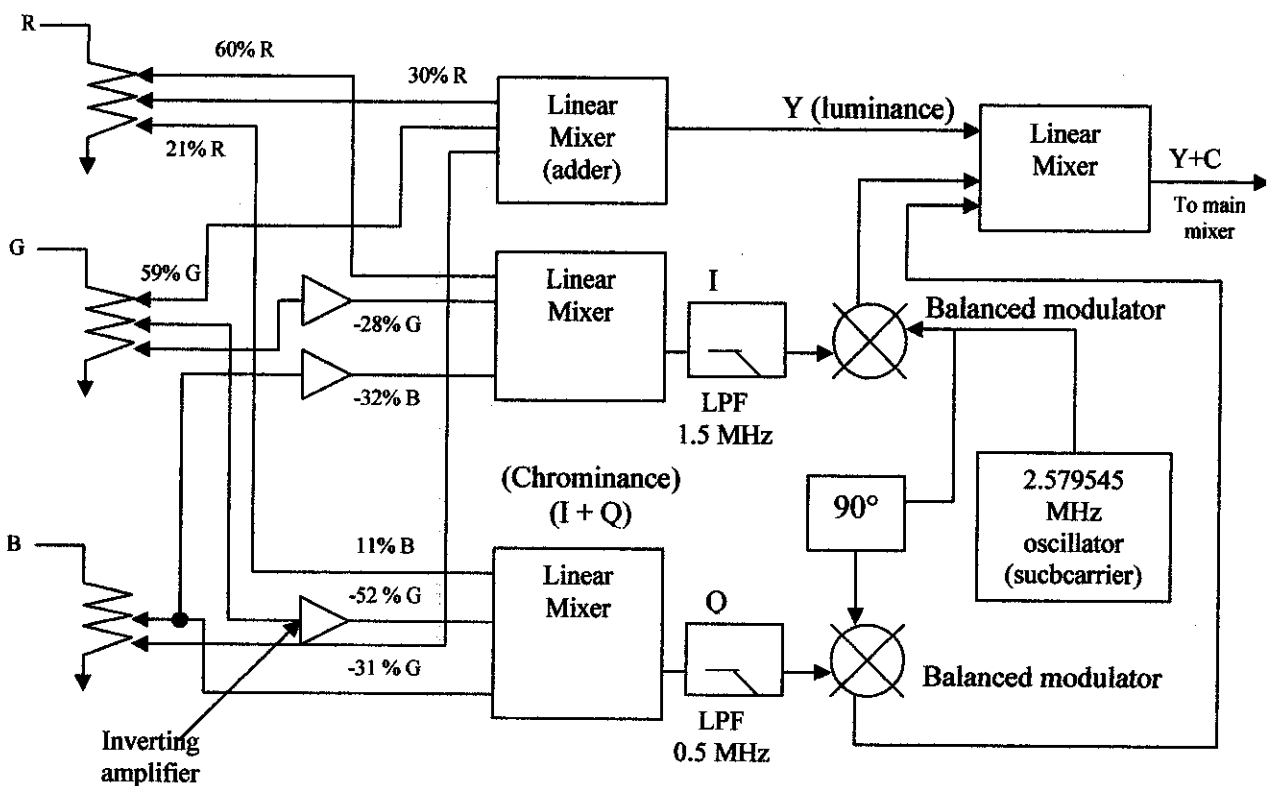 R
60% R
30% R
21% R
Linear
Mixer
(adder)
Y (luminance)
Linear
Mixer
Y+C
To main
mixer
G
59% G
-28% G
-32% B
Linear
Mixer
I
LPF
1.5 MHz
Balanced modulator
(Chrominance)
(I + Q)
90°
2.579545
MHz
oscillator
(sucbcarrier)
B
11% B
-52% G
-31% G
Linear
Mixer
Q
LPF
0.5 MHz
Balanced modulator
Inverting
amplifier